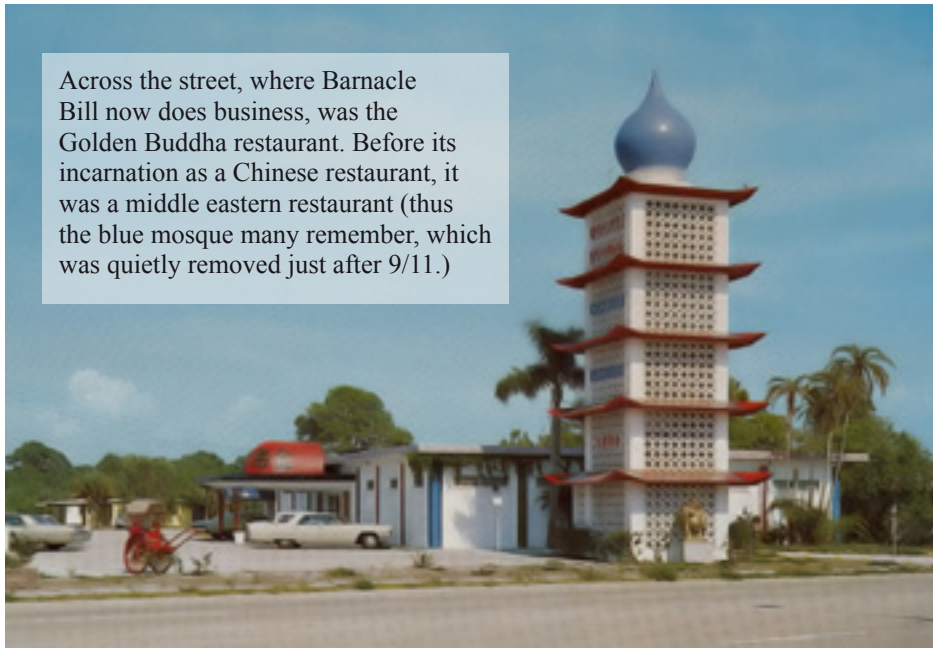 Across the street, where Barnacle
Bill now does business, was the
Golden Buddha restaurant. Before its
incarnation as a Chinese restaurant, it
was a middle eastern restaurant (thus
the blue mosque many remember, which
was quietly removed just after 9/11.)